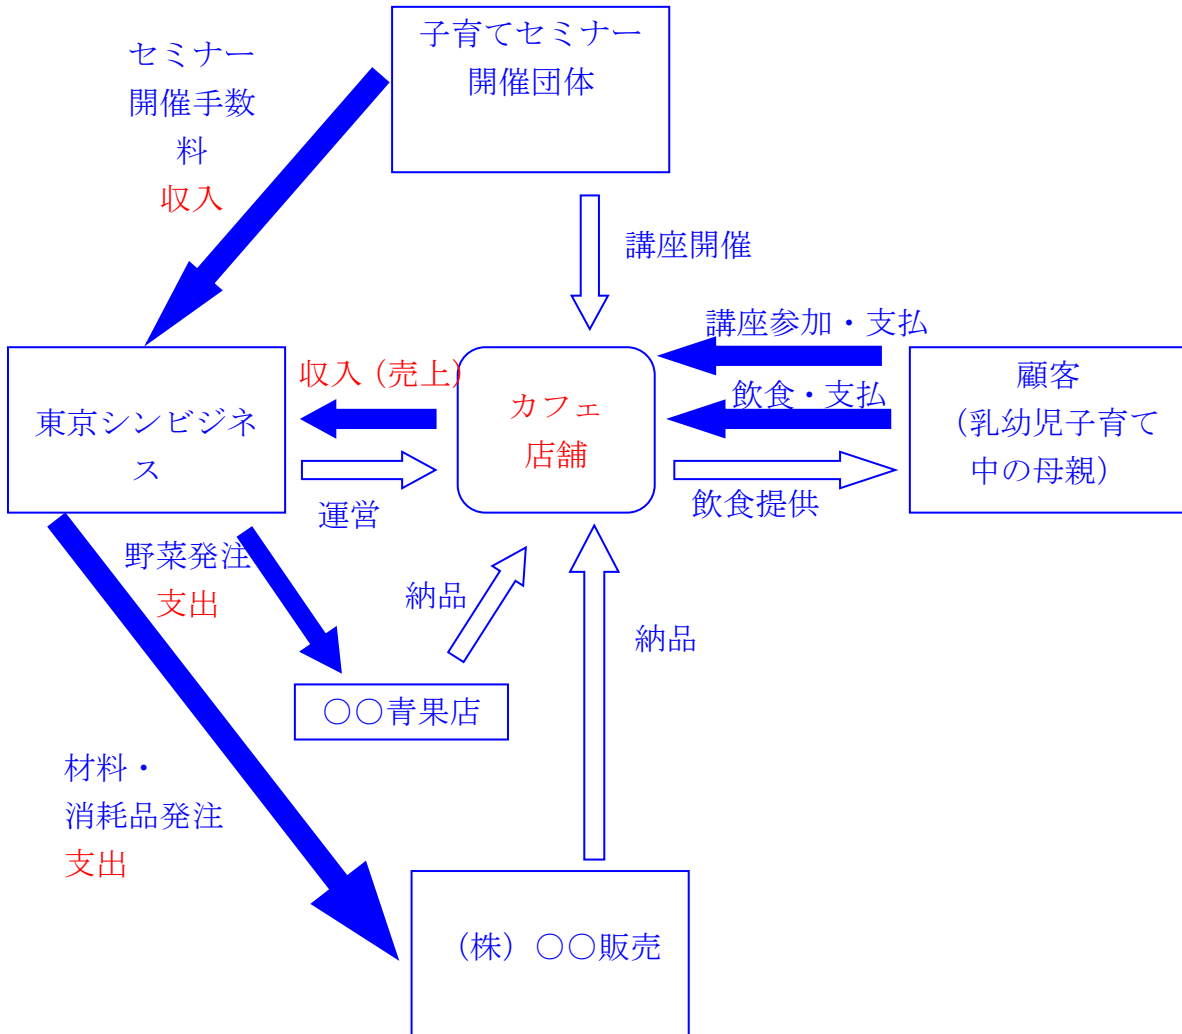 子育てセミナー
開催団体
セミナー
開催手数
料
収入
講座開催
講座参加・支払
収入（売上）
飲食・支払
東京シンビジネ
ス
カフェ
店舗
顧客
（乳幼児子育て
中の母親）
運営
飲食提供
野菜発注
支出
納品
納品
〇〇青果店
材料・
消耗品発注
支出
（株）〇〇販売